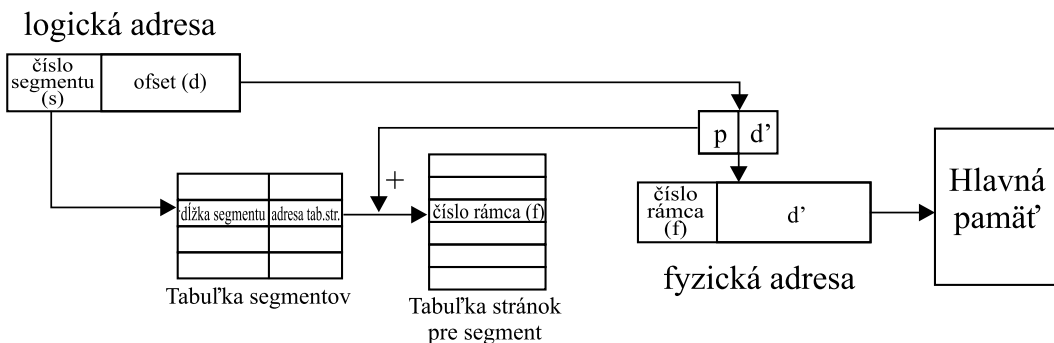 logická adresa
číslo
segmentu
(s)
ofset (d)
p
d’
+
dĺžka segmentu
adresa tab.str.
číslo rámca (f)
číslo
rámca
(f)
d’
Hlavná
pamäť
fyzická adresa
Tabuľka segmentov
Tabuľka stránok
pre segment